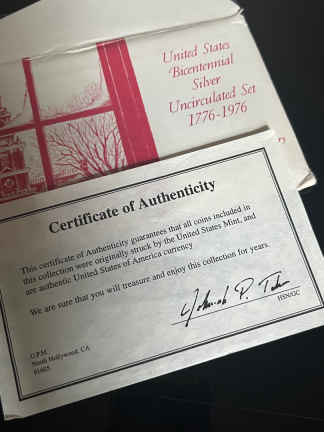 United States
Bicentennial
Silver
Uncirculated Set
1776-1976
Certificate of Authenticity
This certificate of Authenticity guarantees that all coins included in
this collection were originally struck by the United States Mint, and
are authentic United States of America currency
We are sure that you will treasure and enjoy this collection for years.
HSN/GC
U.P.M.
North Hollywood, CA
91605